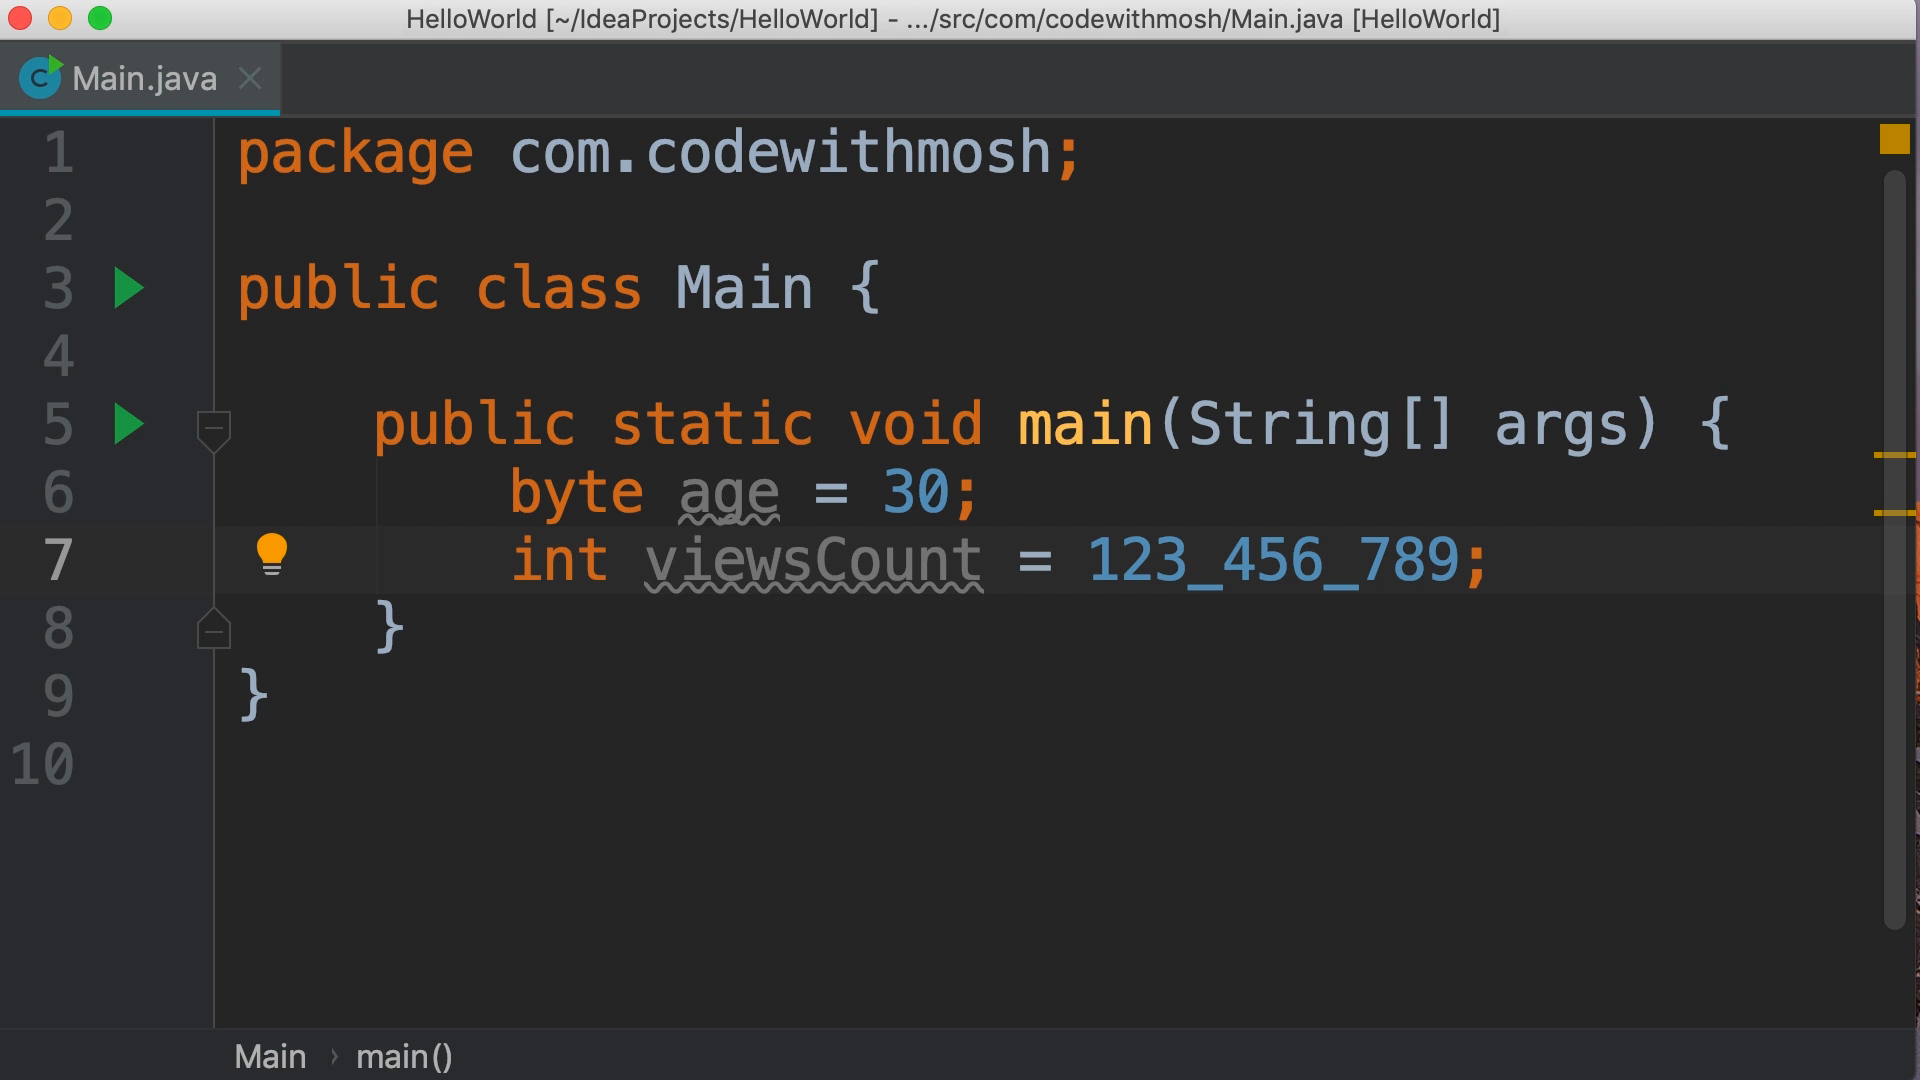 HelloWorld [~/IdeaProjects/HelloWorld] - .../src/com/codewithmosh/Main.java [HelloWorld]
C Main.java
1 package com.codewithmosh;
2
3 public class Main {
4
5 public static void main(String[] args) {
6 byte age = 30;
7 int viewsCount = 123_456_789;
8 }
9 }
10
Main › main()